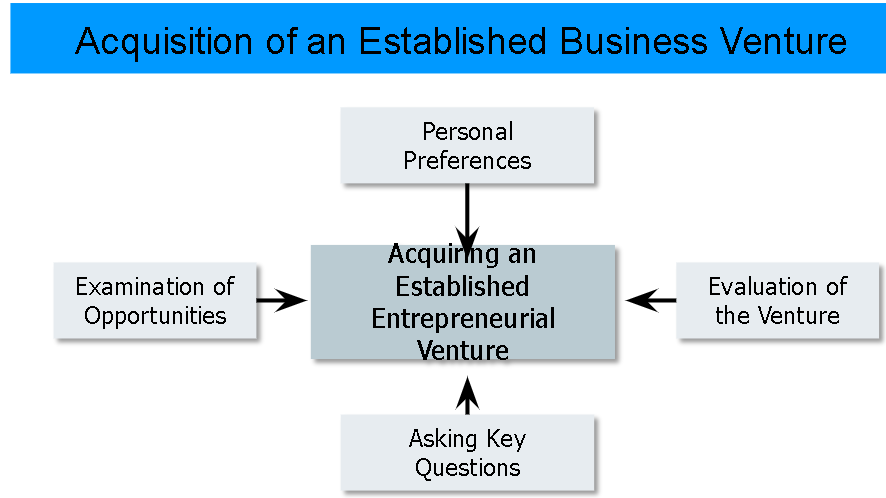 Acquisition of an Established Business Venture
Personal
Preferences
Examination of
Opportunities
Acquiring an
Established
Entrepreneurial
Venture
Evaluation of
the Venture
Asking Key
Questions